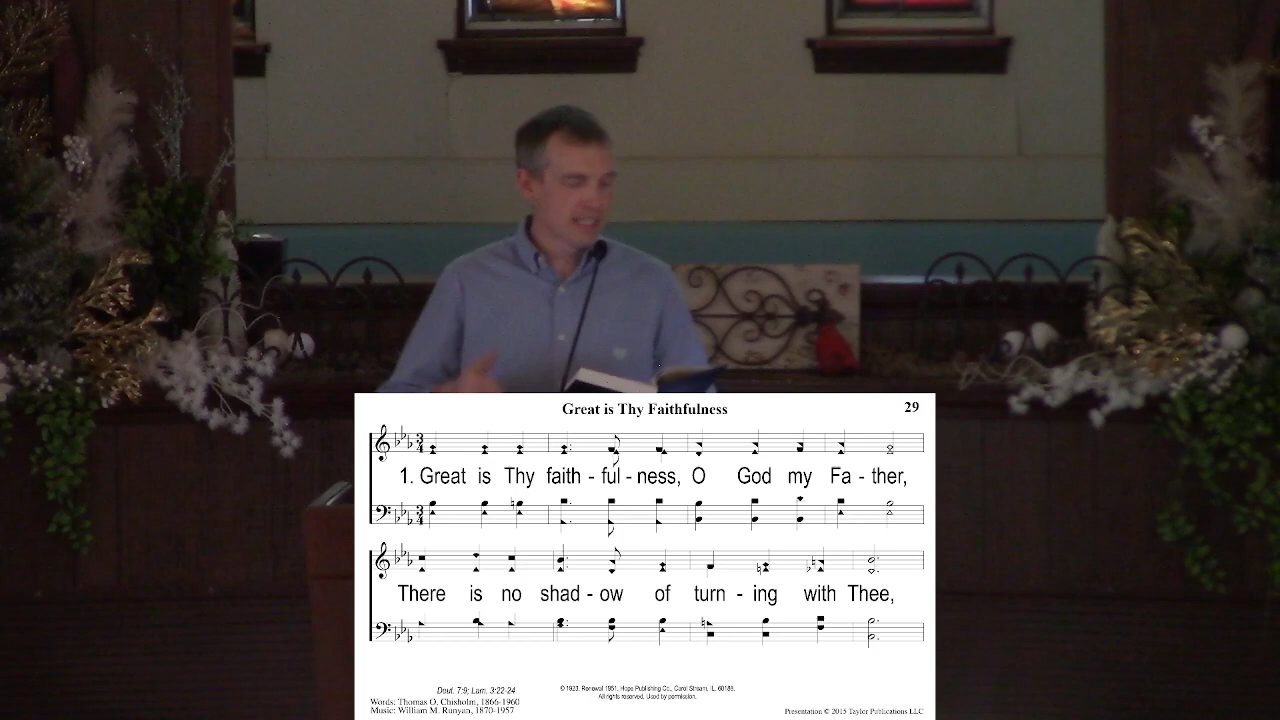 Great is Thy Faithfulness
29
1. Great is Thy faith - ful - ness, O God my Fa - ther,
There is no shad - ow of turn - ing with Thee,
Deut. 7:9; Lam. 3:22-24
Words: Thomas O. Chisholm, 1866-1960
Music: William M. Runyan, 1870-1957
© 1923, Renewal 1951, Hope Publishing Co., Carol Stream, IL, 60188.
All rights reserved. Used by permission.
Presentation © 2015 Taylor Publications LLC